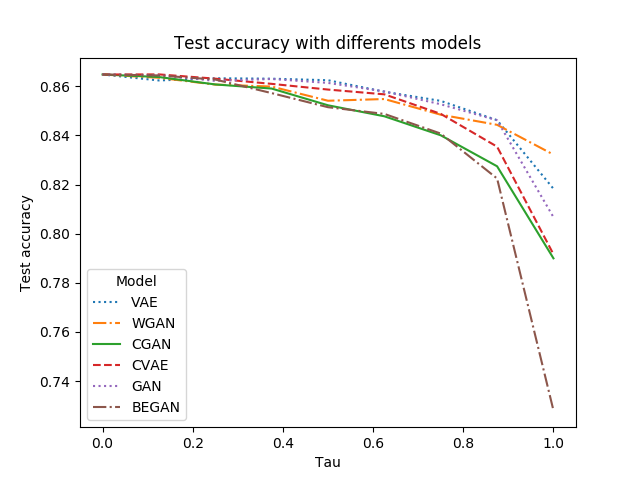 Test accuracy with differents models
0.86
0.84
0.82
0.80
0.78
0.76
0.74
Test accuracy
Model
VAE
WGAN
CGAN
CVAE
GAN
BEGAN
0.0 0.2 0.4 0.6 0.8 1.0
Tau